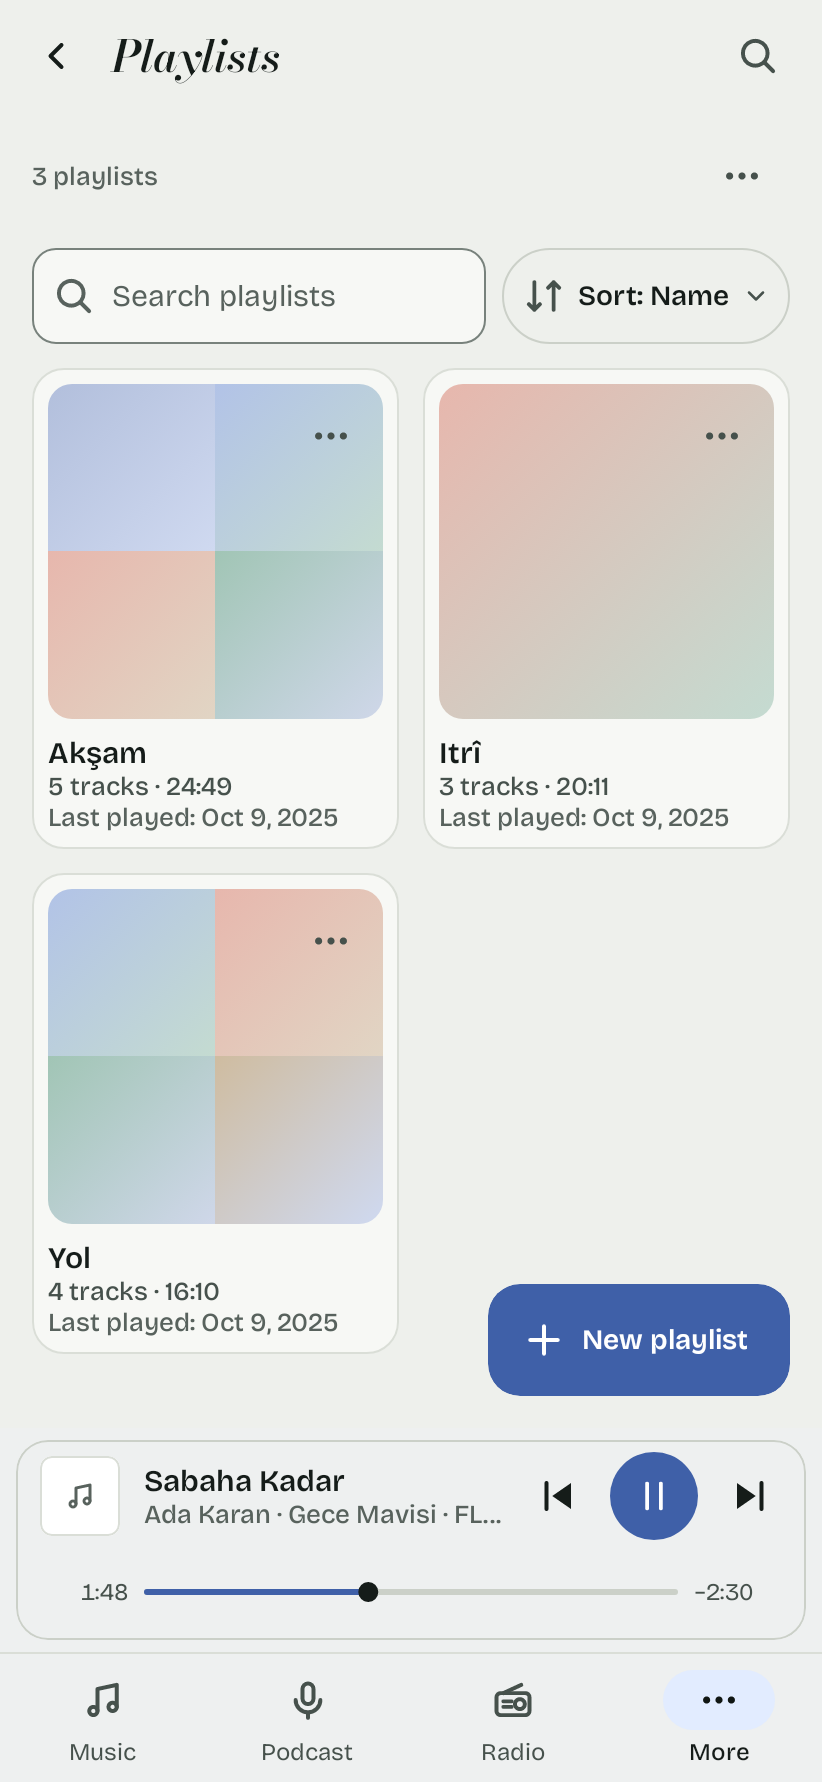 Playlists
3 playlists
Search playlists
Sort: Name
Akşam
5 tracks · 24:49
Last played: Oct 9, 2025
Itrî
3 tracks · 20:11
Last played: Oct 9, 2025
Yol
4 tracks · 16:10
Last played: Oct 9, 2025
New playlist
Sabaha Kadar
Ada Karan · Gece Mavisi · FL...
1:48
−2:30
Music
Podcast
Radio
More